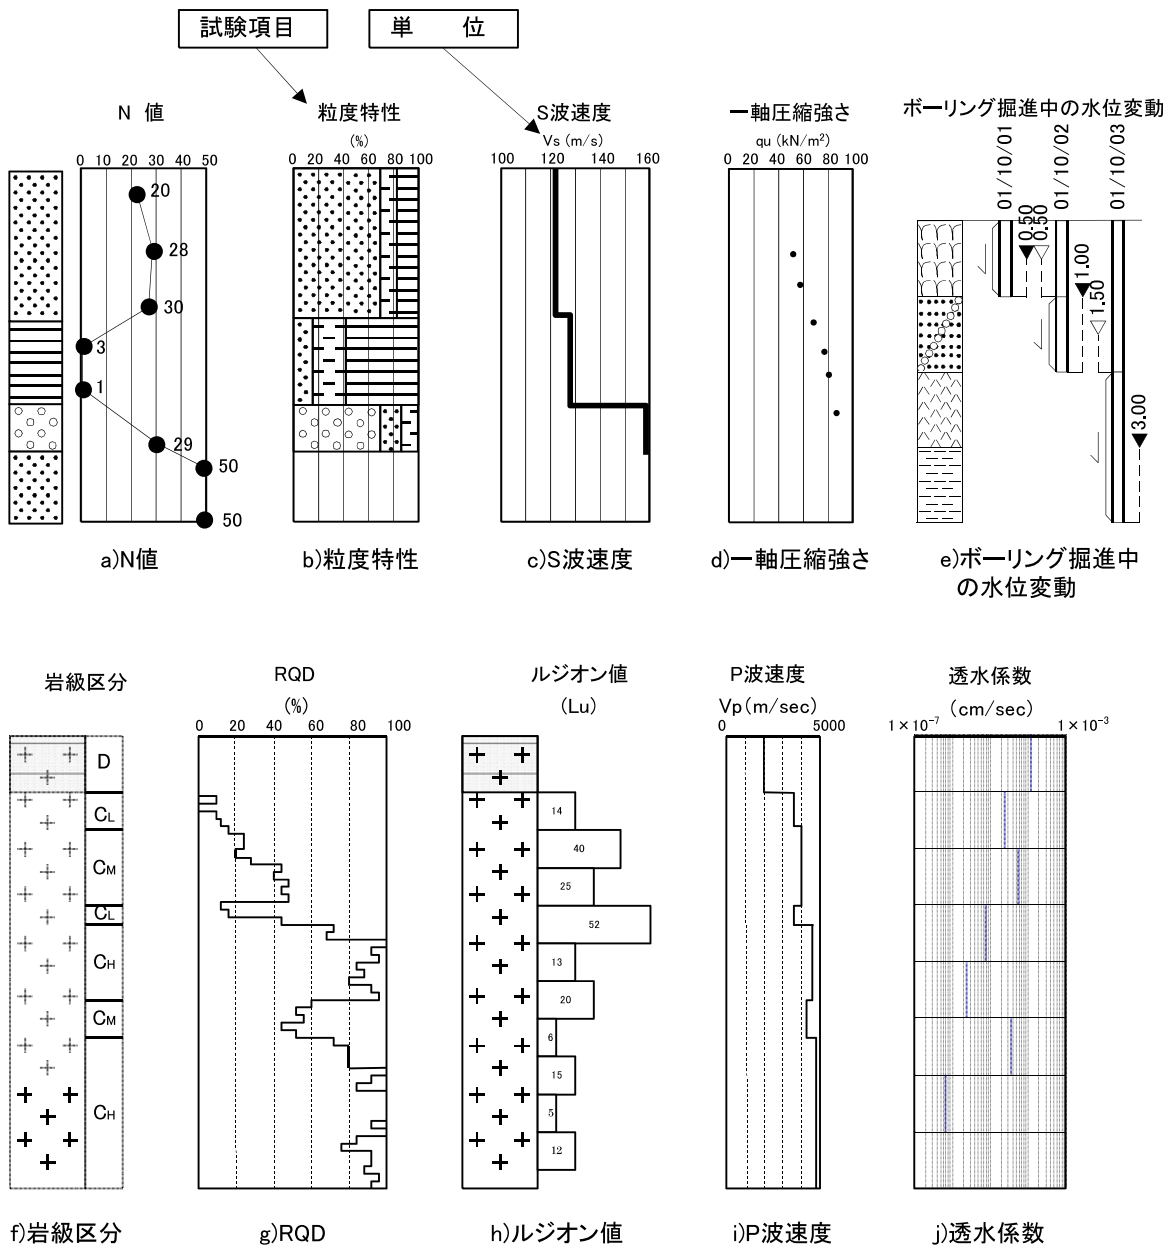 試験項目
単 位
N 値
0 10 20 30 40 50
20
28
30
3
1
29
50
50
a)N値
粒度特性
(%)
0 20 40 60 80 100
b)粒度特性
S波速度
Vs (m/s)
100 120 140 160
c)S波速度
一軸圧縮強さ
qu (kN/m²)
0 20 40 60 80 100
d)一軸圧縮強さ
ボーリング掘進中の水位変動
01/10/01
01/10/02
01/10/03
0.50
0.50
1.00
1.50
3.00
e)ボーリング掘進中
の水位変動
岩級区分
D
CL
CM
CL
CH
CM
CH
f)岩級区分
RQD
(%)
0 20 40 60 80 100
g)RQD
ルジオン値
(Lu)
14
40
25
52
13
20
6
15
5
12
h)ルジオン値
P波速度
Vp(m/sec)
0 5000
i)P波速度
透水係数
(cm/sec)
1×10⁻⁷ 1×10⁻³
j)透水係数